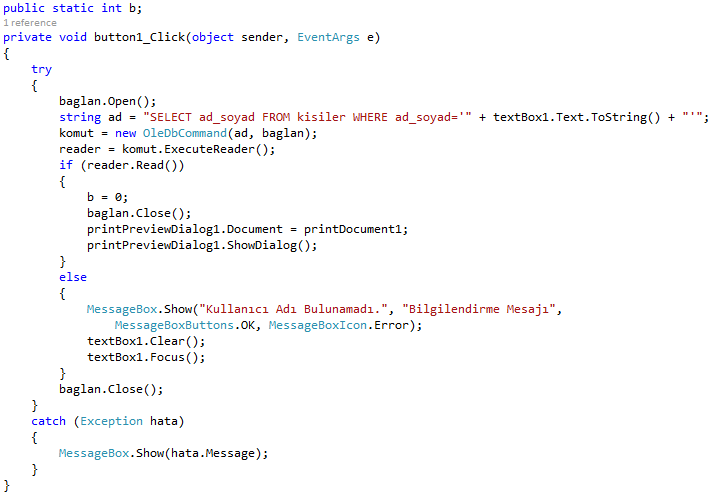 public static int b;
1 reference
private void button1_Click(object sender, EventArgs e)
{
    try
    {
        baglan.Open();
        string ad = "SELECT ad_soyad FROM kisiler WHERE ad_soyad='" + textBox1.Text.ToString() + "'";
        komut = new OleDbCommand(ad, baglan);
        reader = komut.ExecuteReader();
        if (reader.Read())
        {
            b = 0;
            baglan.Close();
            printPreviewDialog1.Document = printDocument1;
            printPreviewDialog1.ShowDialog();
        }
        else
        {
            MessageBox.Show("Kullanıcı Adı Bulunamadı.", "Bilgilendirme Mesajı",
                MessageBoxButtons.OK, MessageBoxIcon.Error);
            textBox1.Clear();
            textBox1.Focus();
        }
        baglan.Close();
    }
    catch (Exception hata)
    {
        MessageBox.Show(hata.Message);
    }
}